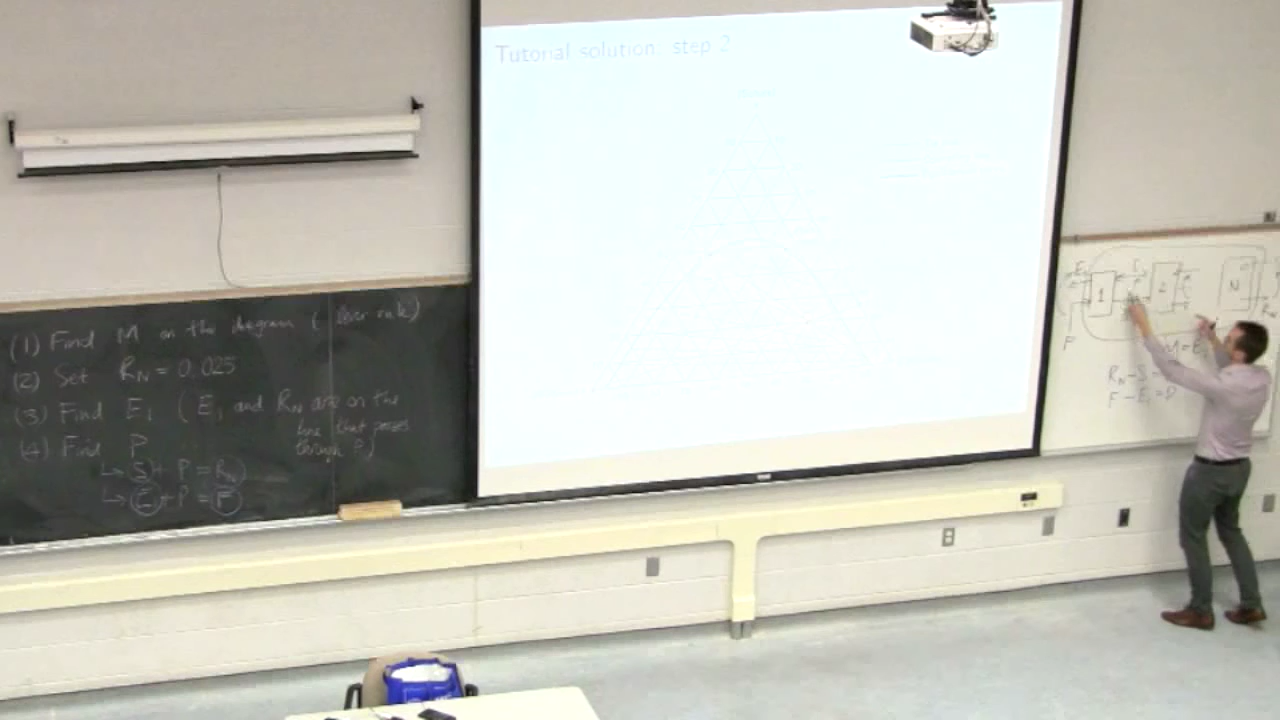 (1) Find M on the diagram (lever rule)
(2) Set R_N = 0.025
(3) Find E_1 (E_1 and R_N are on the
line that passes
through P)
(4) Find P
↳ S + P = R_N
↳ E + P = F
Tutorial solution: step 2
1
2
N
F
R_N
M = E
R_N - S =
F - E_1 = P